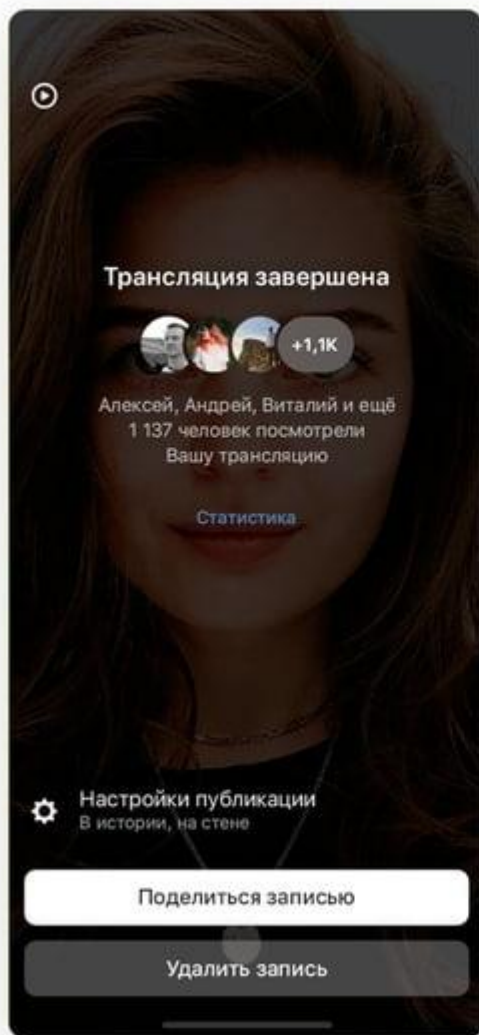 Трансляция завершена
+1,1K
Алексей, Андрей, Виталий и ещё
1 137 человек посмотрели
Вашу трансляцию
Статистика
Настройки публикации
В истории, на стене
Поделиться записью
Удалить запись